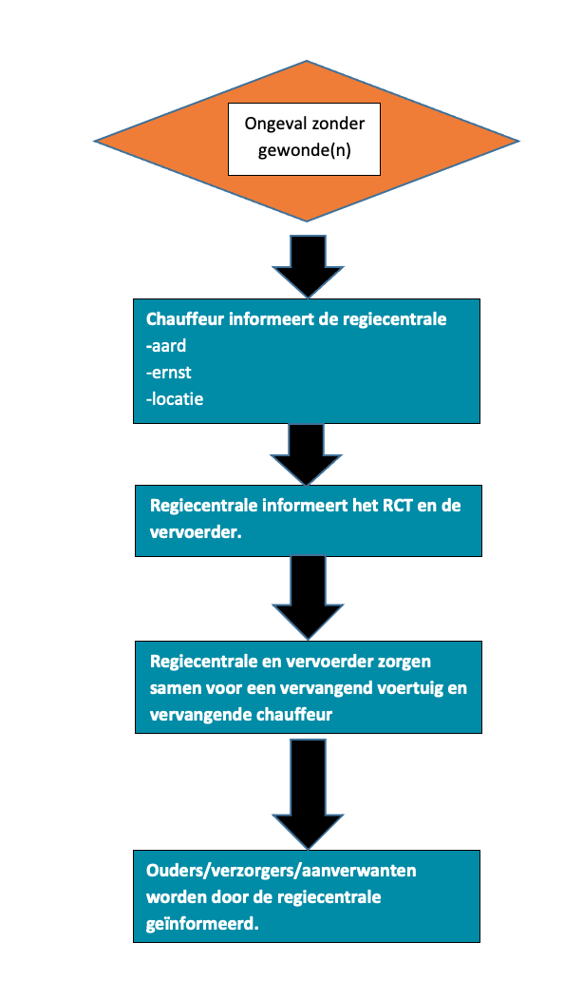 Ongeval zonder
gewonde(n)
Chauffeur informeert de regiecentrale
-aard
-ernst
-locatie
Regiecentrale informeert het RCT en de
vervoerder.
Regiecentrale en vervoerder zorgen
samen voor een vervangend voertuig en
vervangende chauffeur
Ouders/verzorgers/aanverwanten
worden door de regiecentrale
geïnformeerd.